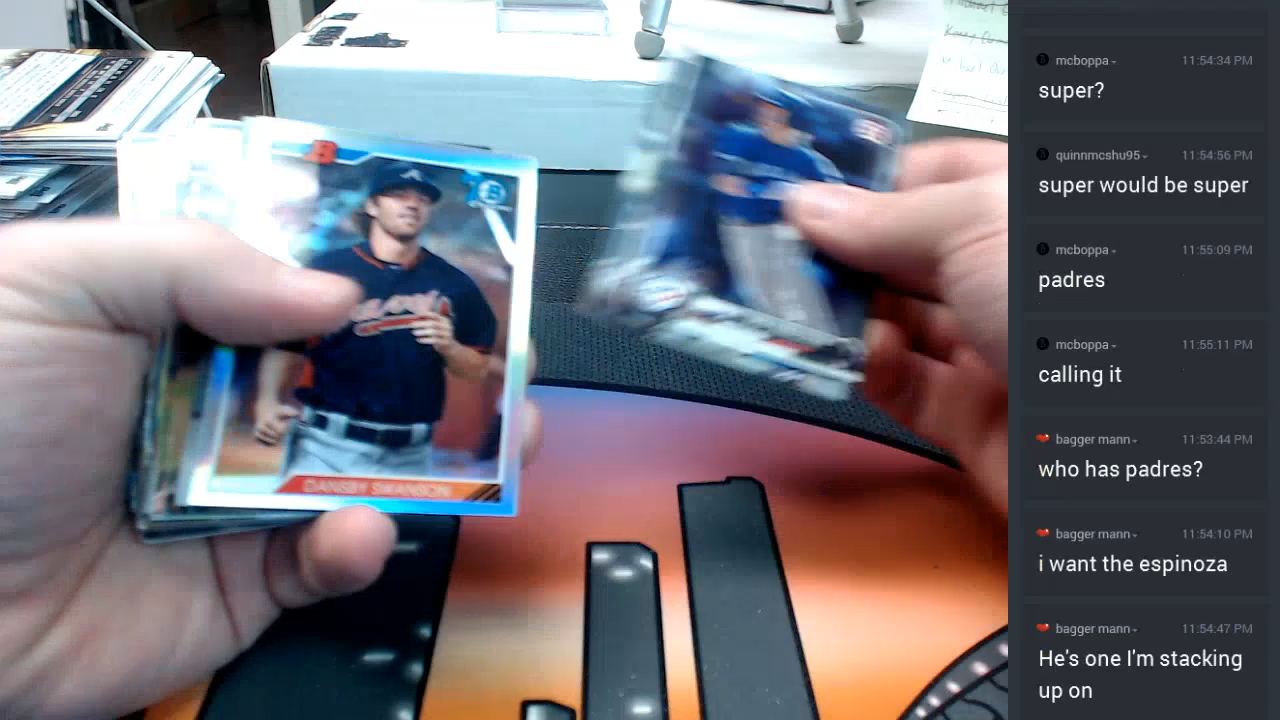 B
DANSBY SWANSON
mcboppa
11:54:34 PM
super?
quinnmcshu95
11:54:56 PM
super would be super
mcboppa
11:55:09 PM
padres
mcboppa
11:55:11 PM
calling it
bagger mann
11:53:44 PM
who has padres?
bagger mann
11:54:10 PM
i want the espinoza
bagger mann
11:54:47 PM
He's one I'm stacking
up on